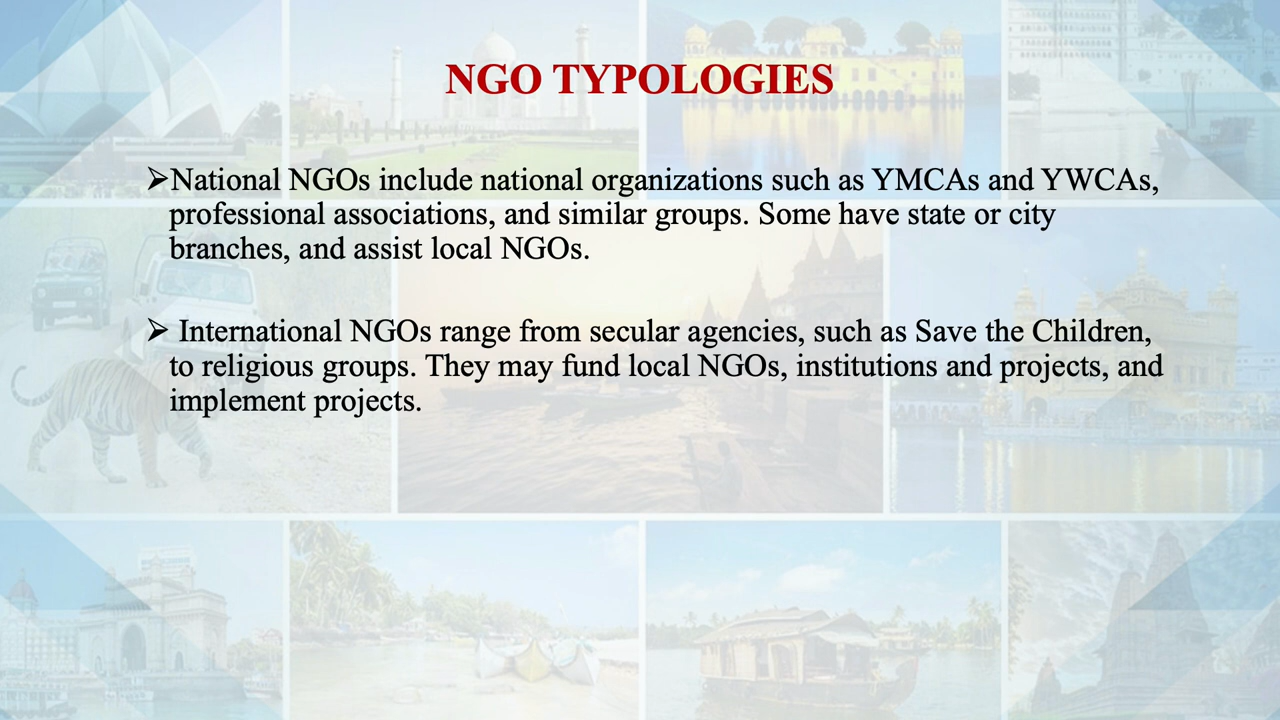 NGO TYPOLOGIES
➢National NGOs include national organizations such as YMCAs and YWCAs,
professional associations, and similar groups. Some have state or city
branches, and assist local NGOs.
➢ International NGOs range from secular agencies, such as Save the Children,
to religious groups. They may fund local NGOs, institutions and projects, and
implement projects.